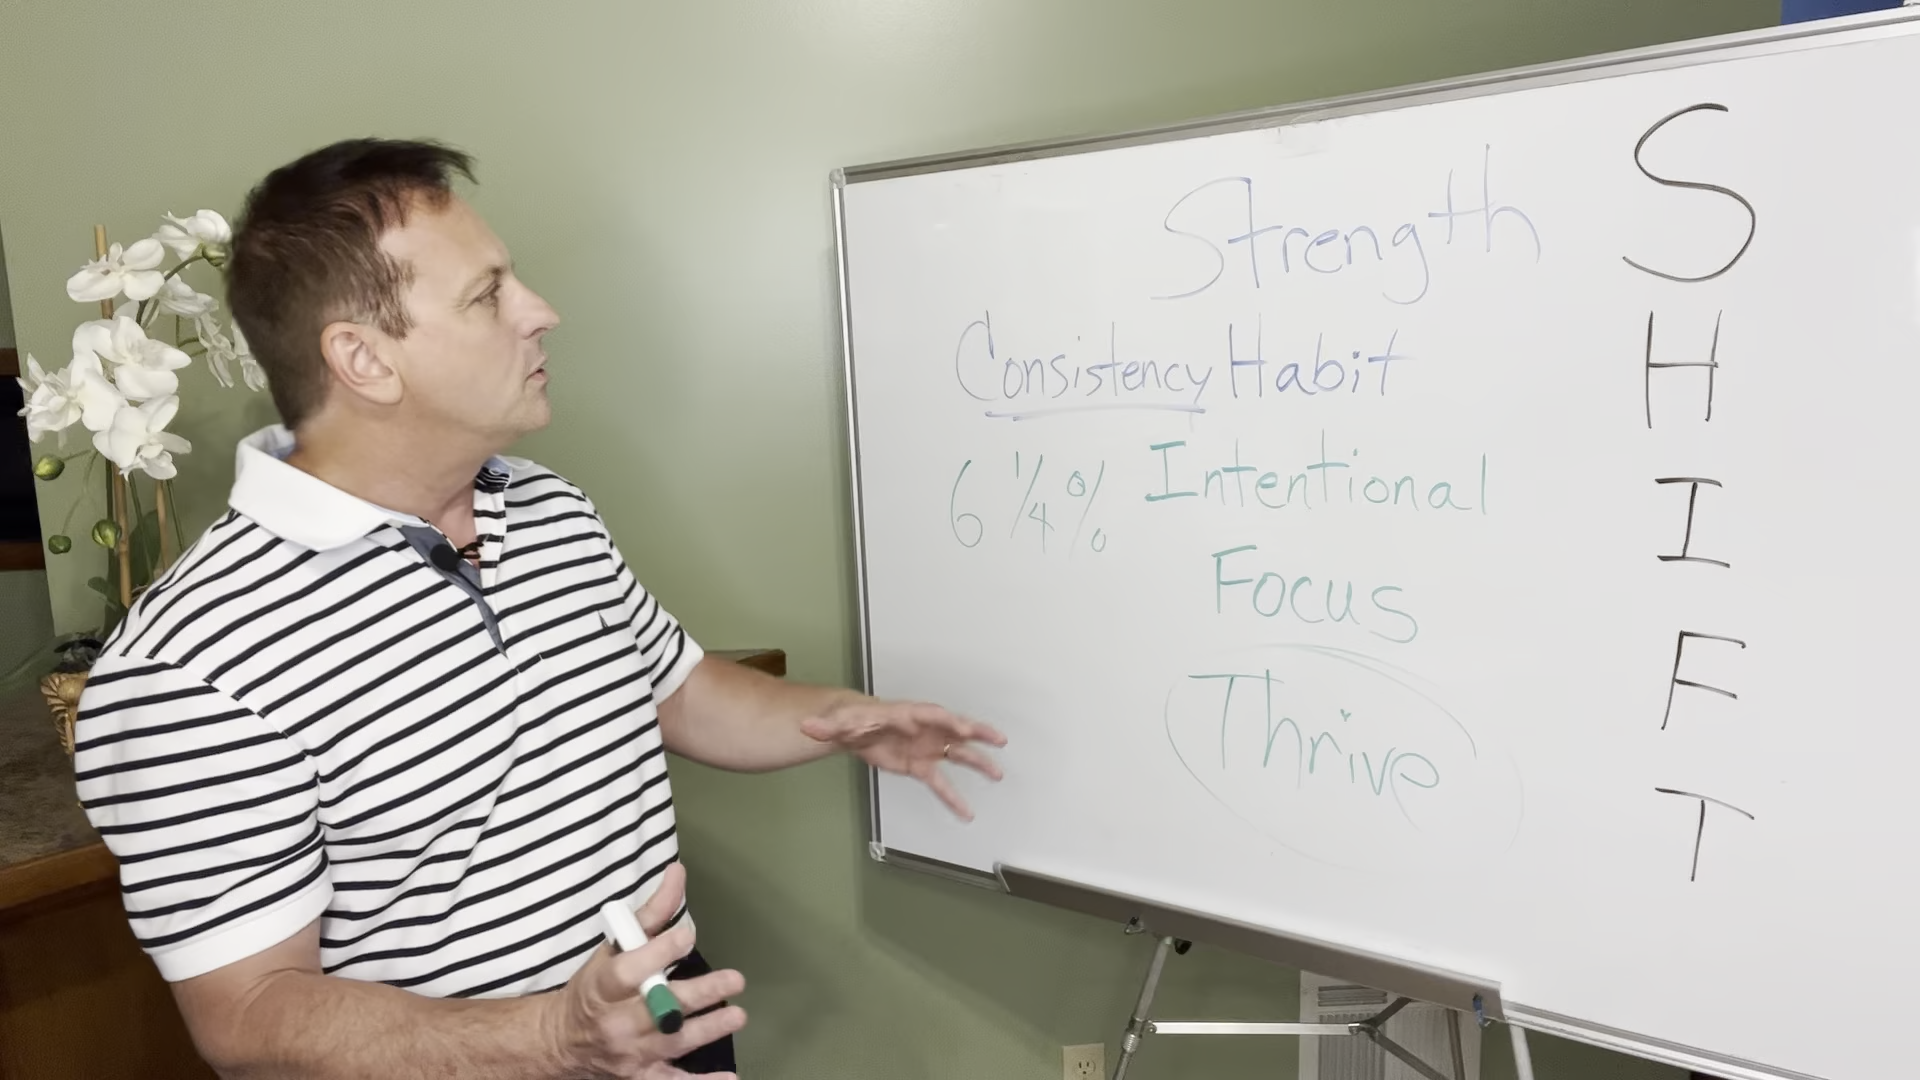 Strength S
Consistency Habit H
6 1/4 % Intentional I
Focus F
Thrive T